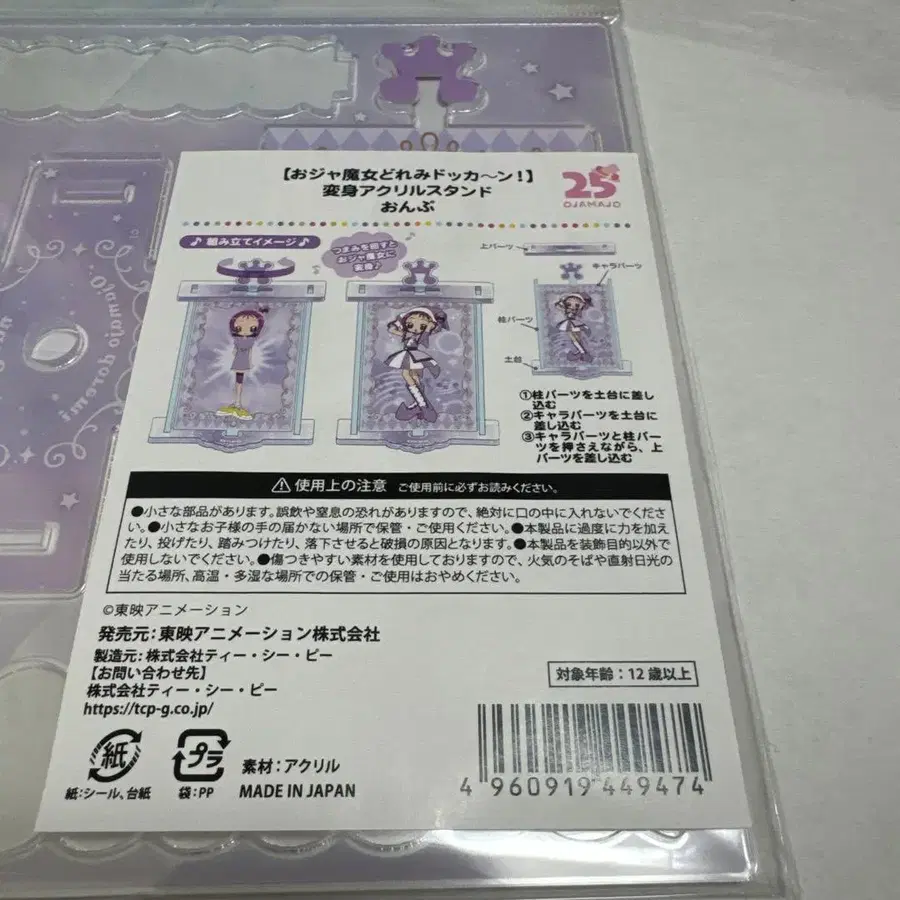 【おジャ魔女どれみドッカ〜ン!】
変身アクリルスタンド
おんぷ
25
OJAMAJO
♪組み立てイメージ♪
つまみを回すと
おジャ魔女に
変身♪
上パーツ
キャラパーツ
柱パーツ
土台
①柱パーツを土台に差し
込む
②キャラパーツを土台に
差し込む
③キャラパーツと柱パー
ツを押さえながら、上
パーツを差し込む
⚠使用上の注意 ご使用前に必ずお読みください。
●小さな部品があります。誤飲や窒息の恐れがありますので、絶対に口の中に入れないでくださ
い。●小さなお子様の手の届かない場所で保管・ご使用ください。●本製品に過度に力を加え
たり、投げたり、踏みつけたり、落下させると破損の原因となります。●本製品を装飾目的以外で
使用しないでください。●傷つきやすい素材を使用しておりますので、火気のそばや直射日光の
当たる場所、高温・多湿な場所での保管・ご使用はおやめください。
©東映アニメーション
発売元:東映アニメーション株式会社
製造元:株式会社ティー・シー・ピー
【お問い合わせ先】
株式会社ティー・シー・ピー
https://tcp-g.co.jp/
対象年齢:12歳以上
紙
プラ
紙:シール、台紙
袋:PP
素材:アクリル
MADE IN JAPAN
4 960919 449474
Ojamajo doremi